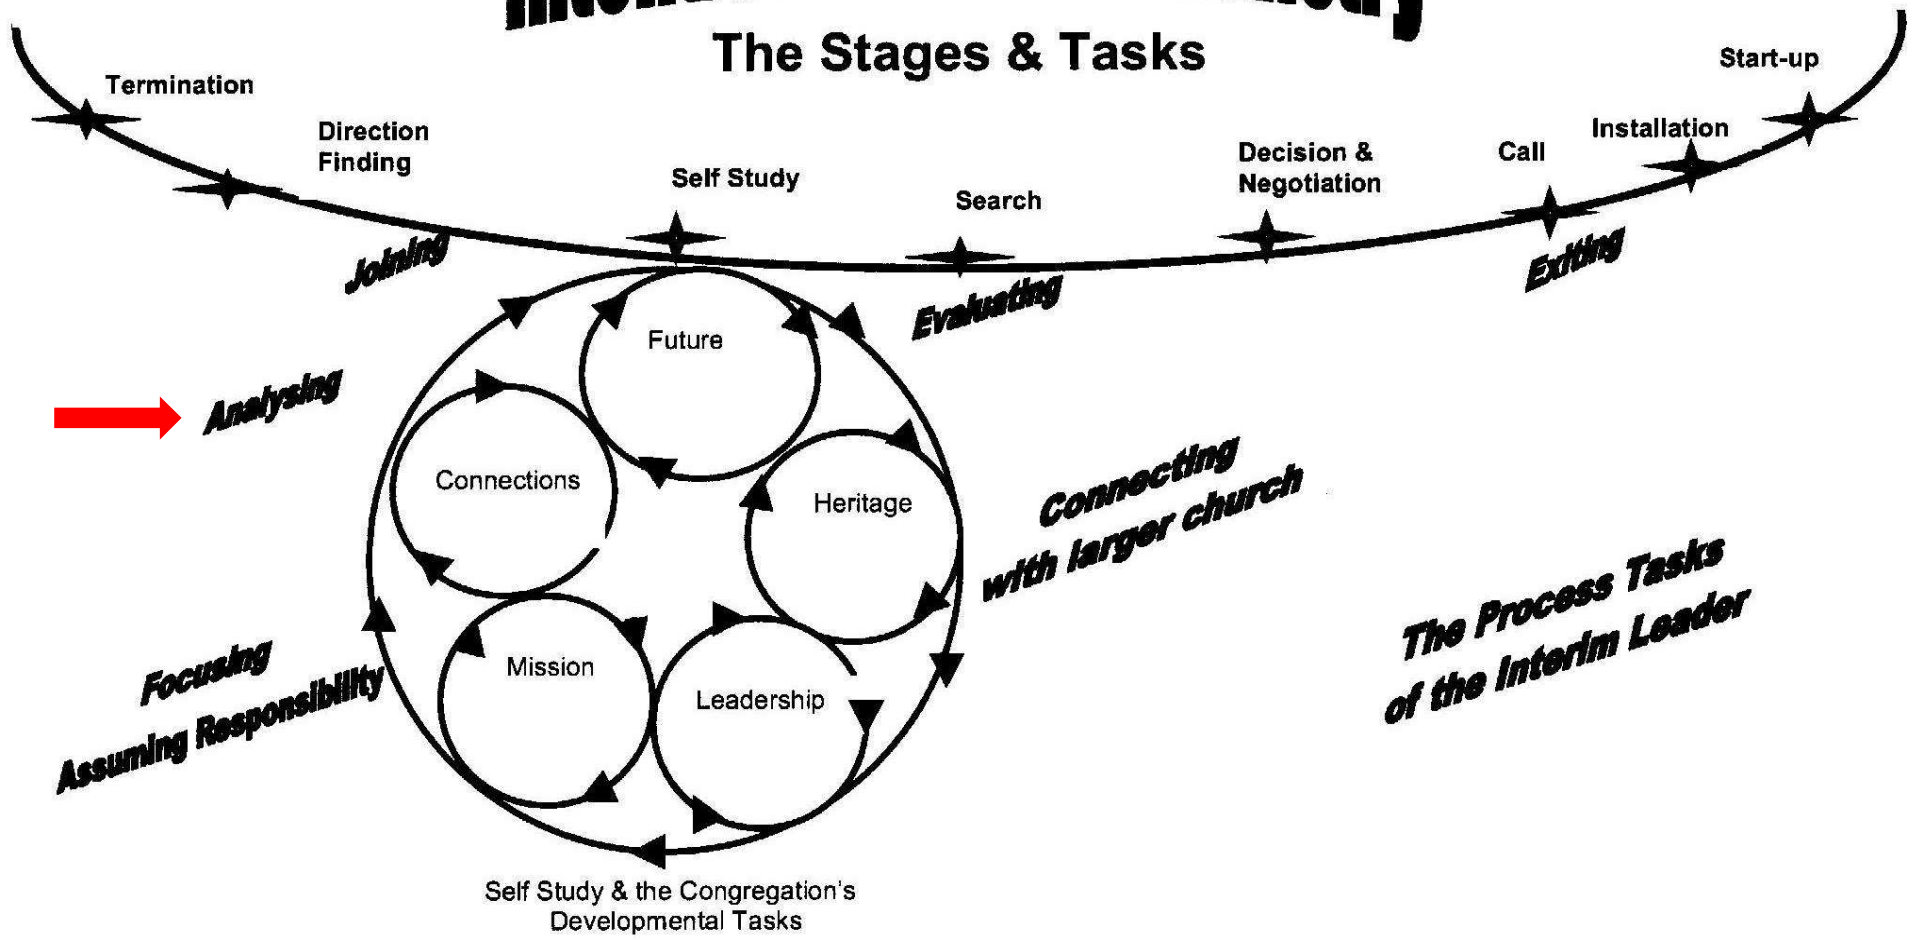 The Stages & Tasks
Start-up
Termination
Installation
Direction
Finding
Decision &
Negotiation
Call
Self Study
Search
Joining
Exiting
Evaluating
Future
Analysing
Connections
Heritage
Connecting
with larger church
The Process Tasks
of the Interim Leader
Focusing
Assuming Responsibility
Mission
Leadership
Self Study & the Congregation's
Developmental Tasks